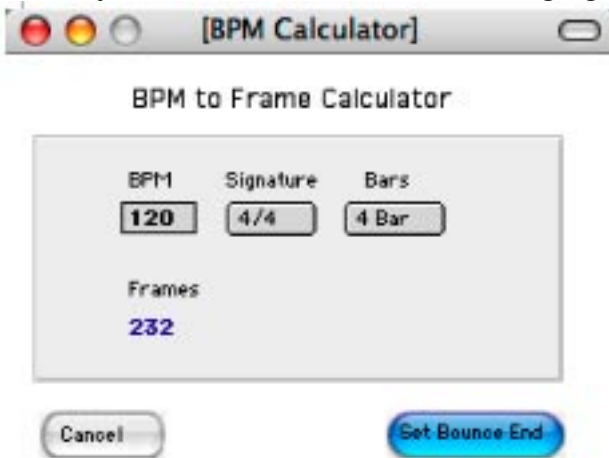 [BPM Calculator]
BPM to Frame Calculator
BPM Signature Bars
120 4/4 4 Bar
Frames
232
Cancel Set Bounce End